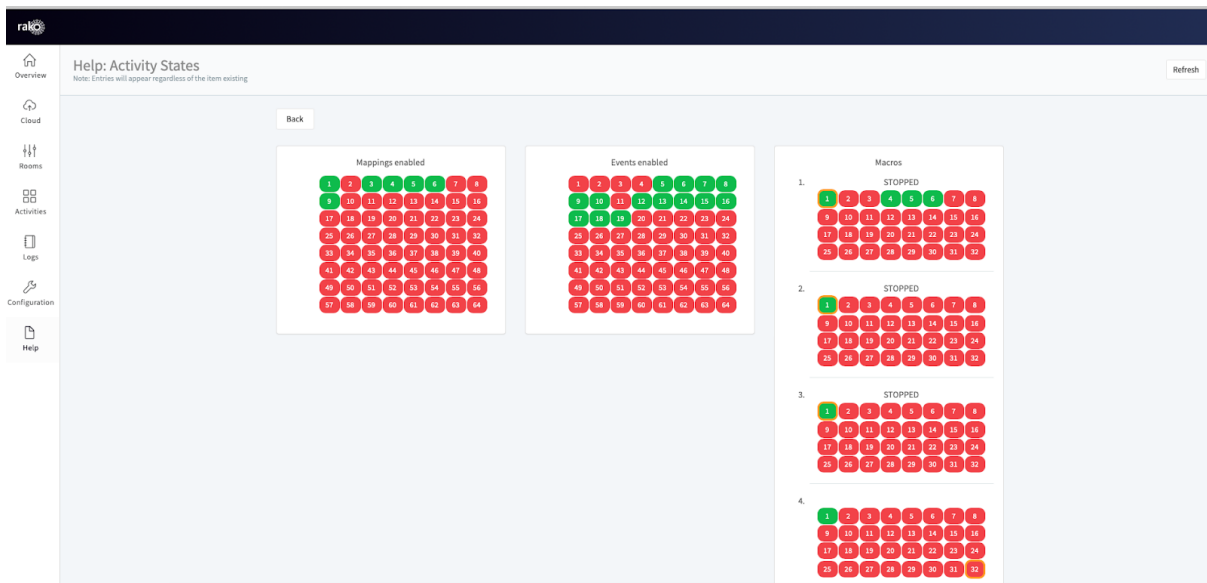 rako
Overview
Cloud
Rooms
Activities
Logs
Configuration
Help
Help: Activity States
Note: Entries will appear regardless of the item existing
Refresh
Back
Mappings enabled
1 2 3 4 5 6 7 8
9 10 11 12 13 14 15 16
17 18 19 20 21 22 23 24
25 26 27 28 29 30 31 32
33 34 35 36 37 38 39 40
41 42 43 44 45 46 47 48
49 50 51 52 53 54 55 56
57 58 59 60 61 62 63 64
Events enabled
1 2 3 4 5 6 7 8
9 10 11 12 13 14 15 16
17 18 19 20 21 22 23 24
25 26 27 28 29 30 31 32
33 34 35 36 37 38 39 40
41 42 43 44 45 46 47 48
49 50 51 52 53 54 55 56
57 58 59 60 61 62 63 64
Macros
1. STOPPED
1 2 3 4 5 6 7 8
9 10 11 12 13 14 15 16
17 18 19 20 21 22 23 24
25 26 27 28 29 30 31 32
2. STOPPED
1 2 3 4 5 6 7 8
9 10 11 12 13 14 15 16
17 18 19 20 21 22 23 24
25 26 27 28 29 30 31 32
3. STOPPED
1 2 3 4 5 6 7 8
9 10 11 12 13 14 15 16
17 18 19 20 21 22 23 24
25 26 27 28 29 30 31 32
4.
1 2 3 4 5 6 7 8
9 10 11 12 13 14 15 16
17 18 19 20 21 22 23 24
25 26 27 28 29 30 31 32